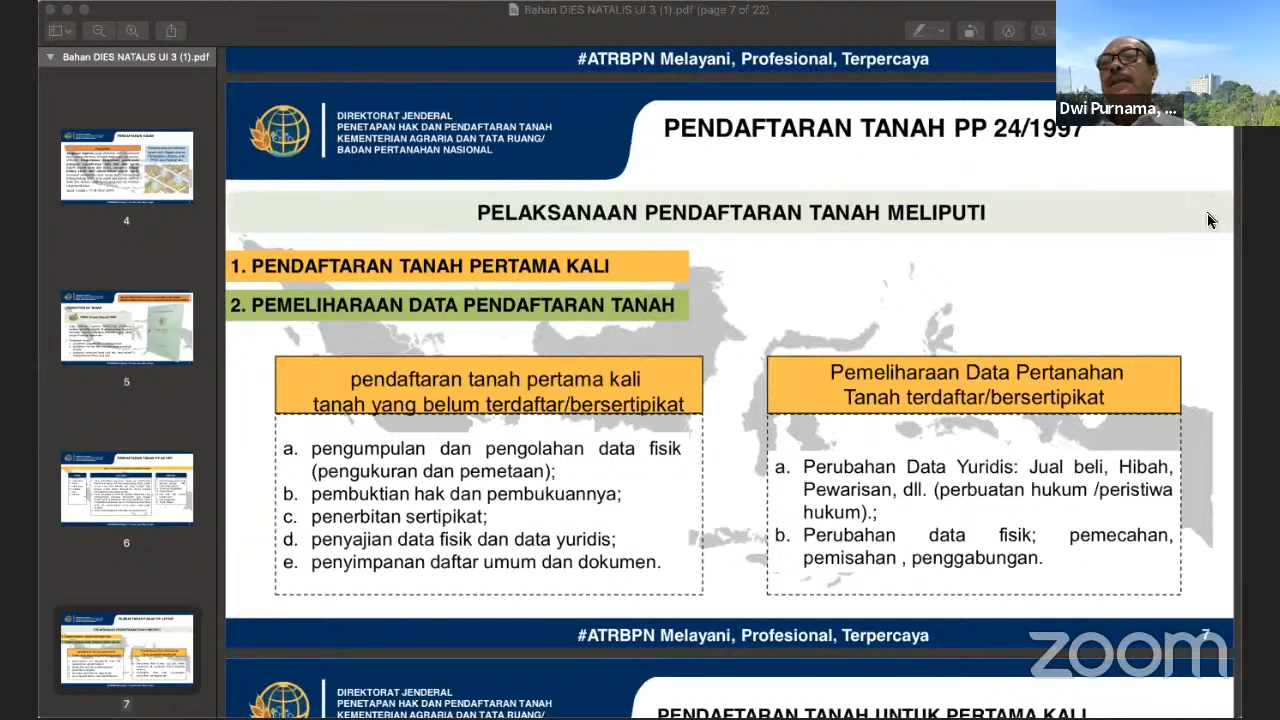 Bahan DIES NATALIS UI 3 (1).pdf (page 7 of 22)
Bahan DIES NATALIS UI 3 (1).pdf
#ATRBPN Melayani, Profesional, Terpercaya
Dwi Purnama, ...
DIREKTORAT JENDERAL
PENETAPAN HAK DAN PENDAFTARAN TANAH
KEMENTERIAN AGRARIA DAN TATA RUANG/
BADAN PERTANAHAN NASIONAL
PENDAFTARAN TANAH PP 24/1997
PELAKSANAAN PENDAFTARAN TANAH MELIPUTI
1. PENDAFTARAN TANAH PERTAMA KALI
2. PEMELIHARAAN DATA PENDAFTARAN TANAH
pendaftaran tanah pertama kali
tanah yang belum terdaftar/bersertipikat
a. pengumpulan dan pengolahan data fisik
(pengukuran dan pemetaan);
b. pembuktian hak dan pembukuannya;
c. penerbitan sertipikat;
d. penyajian data fisik dan data yuridis;
e. penyimpanan daftar umum dan dokumen.
Pemeliharaan Data Pertanahan
Tanah terdaftar/bersertipikat
a. Perubahan Data Yuridis: Jual beli, Hibah,
Pewarisan, dll. (perbuatan hukum /peristiwa
hukum).;
b. Perubahan data fisik; pemecahan,
pemisahan , penggabungan.
#ATRBPN Melayani, Profesional, Terpercaya
7
zoom
DIREKTORAT JENDERAL
PENETAPAN HAK DAN PENDAFTARAN TANAH
KEMENTERIAN AGRARIA DAN TATA RUANG/
PENDAFTARAN TANAH UNTUK PERTAMA KALI
4
5
6
7